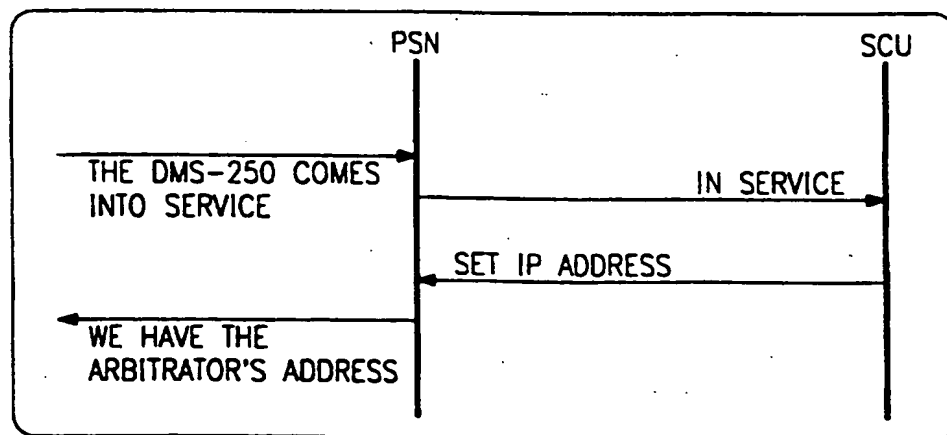 PSN
SCU
THE DMS-250 COMES
INTO SERVICE
IN SERVICE
SET IP ADDRESS
WE HAVE THE
ARBITRATOR'S ADDRESS